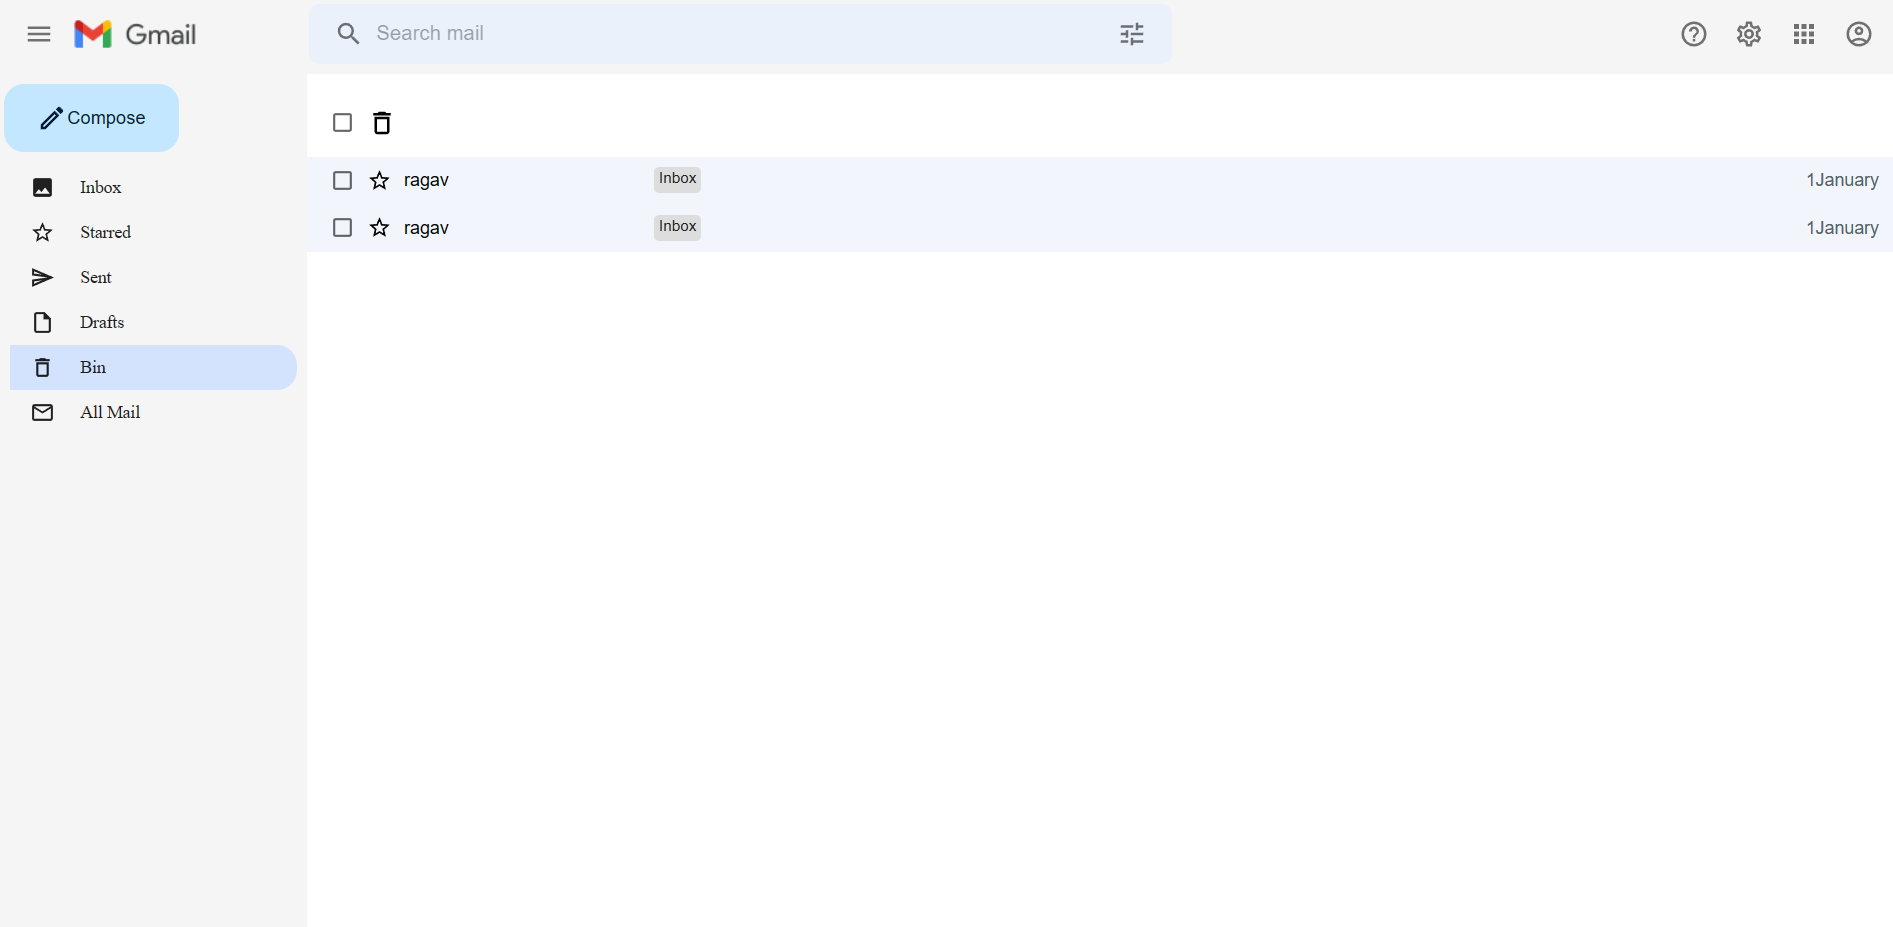 Gmail
Search mail
Compose
Inbox
Starred
Sent
Drafts
Bin
All Mail
ragav Inbox 1January
ragav Inbox 1January